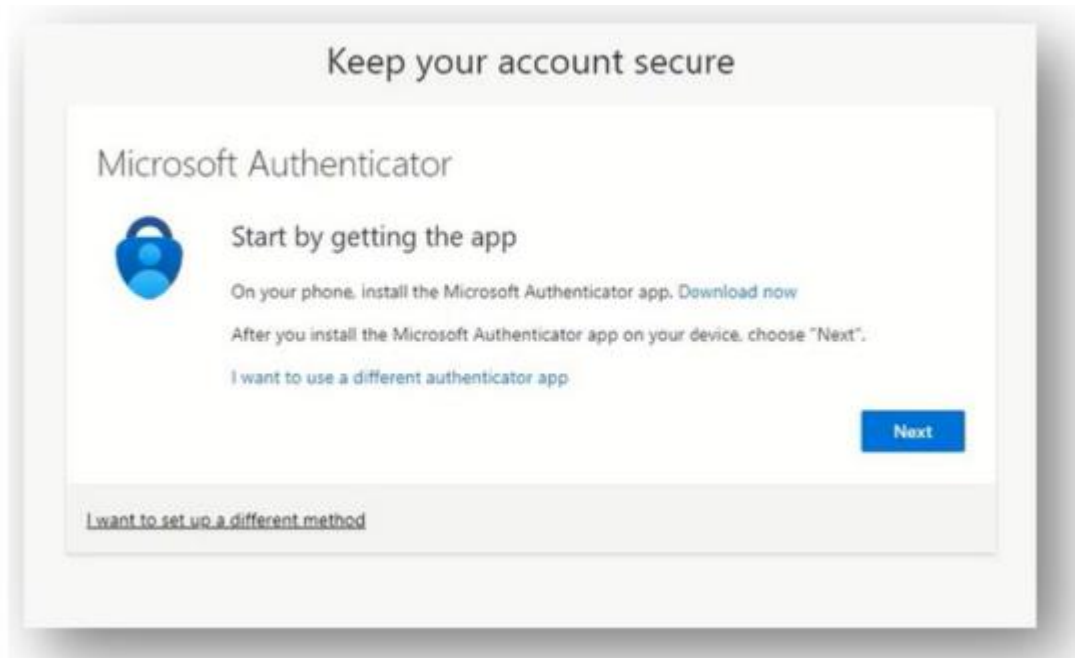 Keep your account secure
Microsoft Authenticator
Start by getting the app
On your phone, install the Microsoft Authenticator app. Download now
After you install the Microsoft Authenticator app on your device, choose "Next".
I want to use a different authenticator app
Next
I want to set up a different method